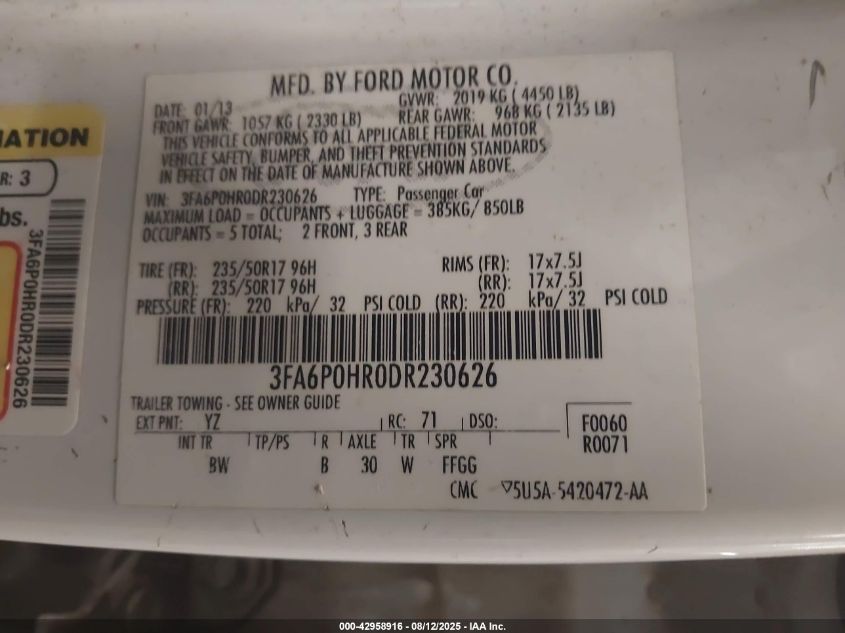 MFD. BY FORD MOTOR CO.
DATE: 01/13 GVWR: 2019 KG ( 4450 LB)
FRONT GAWR: 1057 KG ( 2330 LB) REAR GAWR: 968 KG ( 2135 LB)
THIS VEHICLE CONFORMS TO ALL APPLICABLE FEDERAL MOTOR
VEHICLE SAFETY, BUMPER, AND THEFT PREVENTION STANDARDS
IN EFFECT ON THE DATE OF MANUFACTURE SHOWN ABOVE.
VIN: 3FA6P0HR0DR230626 TYPE: Passenger Car
MAXIMUM LOAD = OCCUPANTS + LUGGAGE = 385KG/ 850LB
OCCUPANTS = 5 TOTAL; 2 FRONT, 3 REAR
TIRE (FR): 235/50R17 96H RIMS (FR): 17x7.5J
(RR): 235/50R17 96H (RR): 17x7.5J
PRESSURE (FR): 220 kPa/ 32 PSI COLD (RR): 220 kPa/ 32 PSI COLD
3FA6P0HR0DR230626
TRAILER TOWING - SEE OWNER GUIDE
EXT PNT: YZ RC: 71 DSO:
F0060
R0071
INT TR TP/PS R AXLE TR SPR
BW B 30 W FFGG
CMC 5U5A-5420472-AA
MATION
R: 3
bs.
3FA6P0HR0DR230626
000-42958916 - 08/12/2025 - IAA Inc.